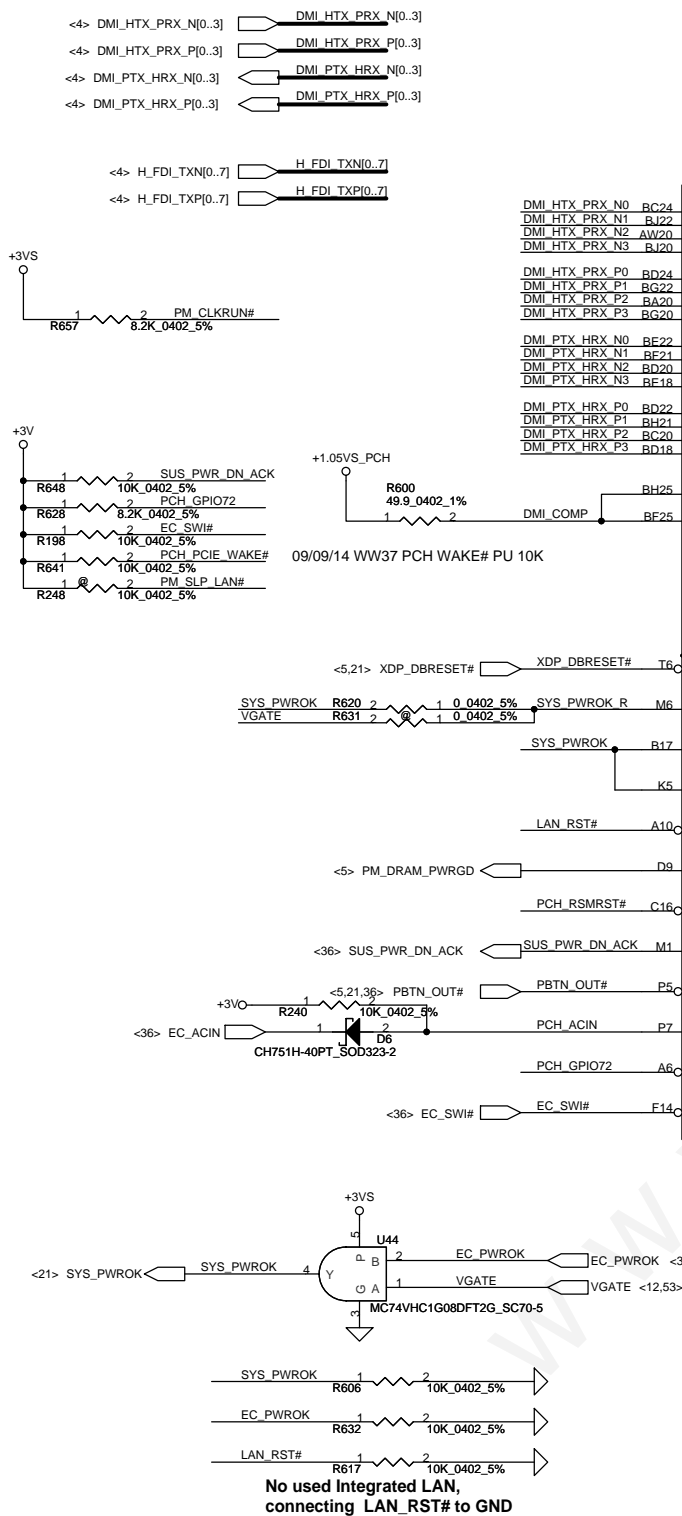 <4> DMI_HTX_PRX_N[0..3] DMI_HTX_PRX_N[0..3]
<4> DMI_HTX_PRX_P[0..3] DMI_HTX_PRX_P[0..3]
<4> DMI_PTX_HRX_N[0..3] DMI_PTX_HRX_N[0..3]
<4> DMI_PTX_HRX_P[0..3] DMI_PTX_HRX_P[0..3]
<4> H_FDI_TXN[0..7] H_FDI_TXN[0..7]
<4> H_FDI_TXP[0..7] H_FDI_TXP[0..7]
DMI_HTX_PRX_N0 BC24
DMI_HTX_PRX_N1 BJ22
DMI_HTX_PRX_N2 AW20
DMI_HTX_PRX_N3 BJ20
DMI_HTX_PRX_P0 BD24
DMI_HTX_PRX_P1 BG22
DMI_HTX_PRX_P2 BA20
DMI_HTX_PRX_P3 BG20
DMI_PTX_HRX_N0 BE22
DMI_PTX_HRX_N1 BF21
DMI_PTX_HRX_N2 BD20
DMI_PTX_HRX_N3 BE18
DMI_PTX_HRX_P0 BD22
DMI_PTX_HRX_P1 BH21
DMI_PTX_HRX_P2 BC20
DMI_PTX_HRX_P3 BD18
+3VS
1 2 PM_CLKRUN#
R657 8.2K_0402_5%
+3V
1 2 SUS_PWR_DN_ACK
R648 10K_0402_5%
1 2 PCH_GPIO72
R628 8.2K_0402_5%
1 2 EC_SWI#
R198 10K_0402_5%
1 2 PCH_PCIE_WAKE#
R641 10K_0402_5%
1 @ 2 PM_SLP_LAN#
R248 10K_0402_5%
+1.05VS_PCH
R600
49.9_0402_1%
1 2 DMI_COMP
BH25
BF25
09/09/14 WW37 PCH WAKE# PU 10K
<5,21> XDP_DBRESET# XDP_DBRESET# T6
SYS_PWROK R620 2 1 0_0402_5% SYS_PWROK_R M6
VGATE R631 2 @ 1 0_0402_5%
SYS_PWROK B17
K5
LAN_RST# A10
<5> PM_DRAM_PWRGD D9
PCH_RSMRST# C16
<36> SUS_PWR_DN_ACK SUS_PWR_DN_ACK M1
<5,21,36> PBTN_OUT# PBTN_OUT# P5
+3V 1 2
R240 10K_0402_5%
<36> EC_ACIN 1 2 PCH_ACIN P7
D6
CH751H-40PT_SOD323-2
PCH_GPIO72 A6
<36> EC_SWI# EC_SWI# F14
+3VS
5 U44
<21> SYS_PWROK SYS_PWROK 4 Y P B 2 EC_PWROK EC_PWROK <3
G A 1 VGATE VGATE <12,53>
3 MC74VHC1G08DFT2G_SC70-5
SYS_PWROK 1 2
R606 10K_0402_5%
EC_PWROK 1 2
R632 10K_0402_5%
LAN_RST# 1 2
R617 10K_0402_5%
No used Integrated LAN,
connecting LAN_RST# to GND
w w